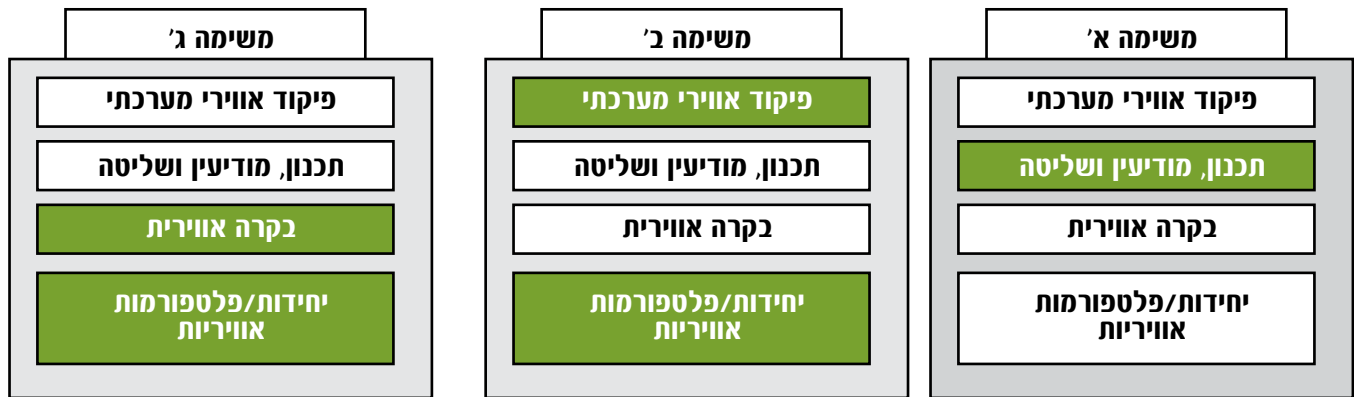 משימה א'
פיקוד אווירי מערכתי
תכנון, מודיעין ושליטה
בקרה אווירית
יחידות/פלטפורמות
אוויריות
משימה ב'
פיקוד אווירי מערכתי
תכנון, מודיעין ושליטה
בקרה אווירית
יחידות/פלטפורמות
אוויריות
משימה ג'
פיקוד אווירי מערכתי
תכנון, מודיעין ושליטה
בקרה אווירית
יחידות/פלטפורמות
אוויריות